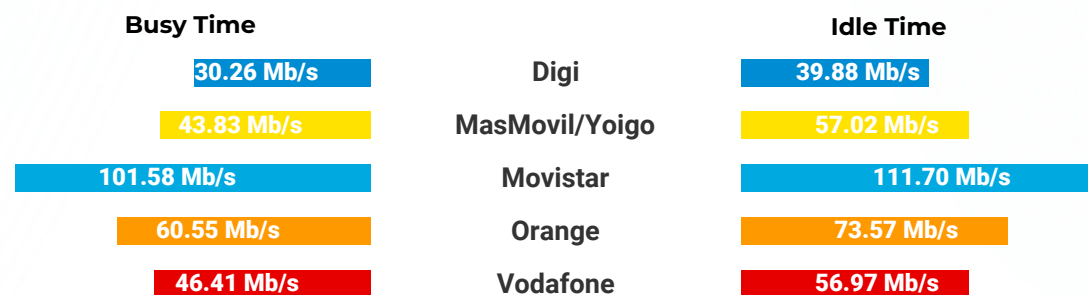 Busy Time Idle Time
30.26 Mb/s Digi 39.88 Mb/s
43.83 Mb/s MasMovil/Yoigo 57.02 Mb/s
101.58 Mb/s Movistar 111.70 Mb/s
60.55 Mb/s Orange 73.57 Mb/s
46.41 Mb/s Vodafone 56.97 Mb/s